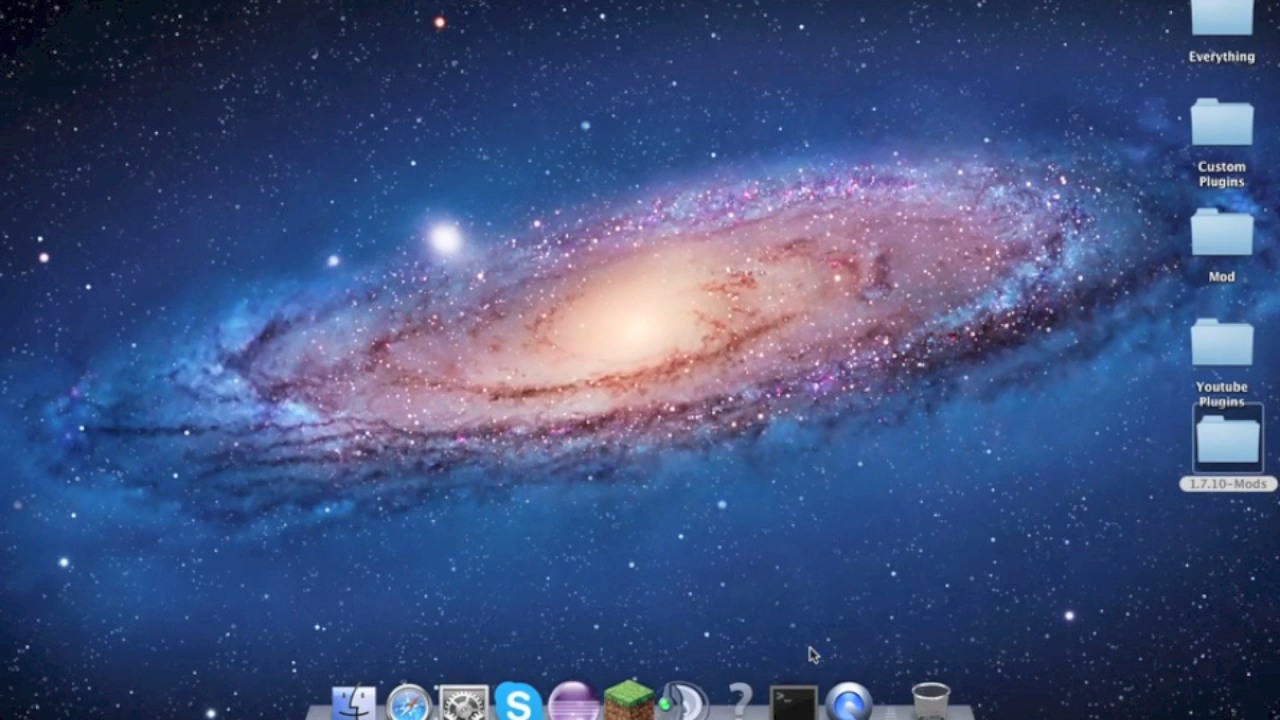 Everything
Custom
Plugins
Mod
Youtube
Plugins
1.7.10-Mods